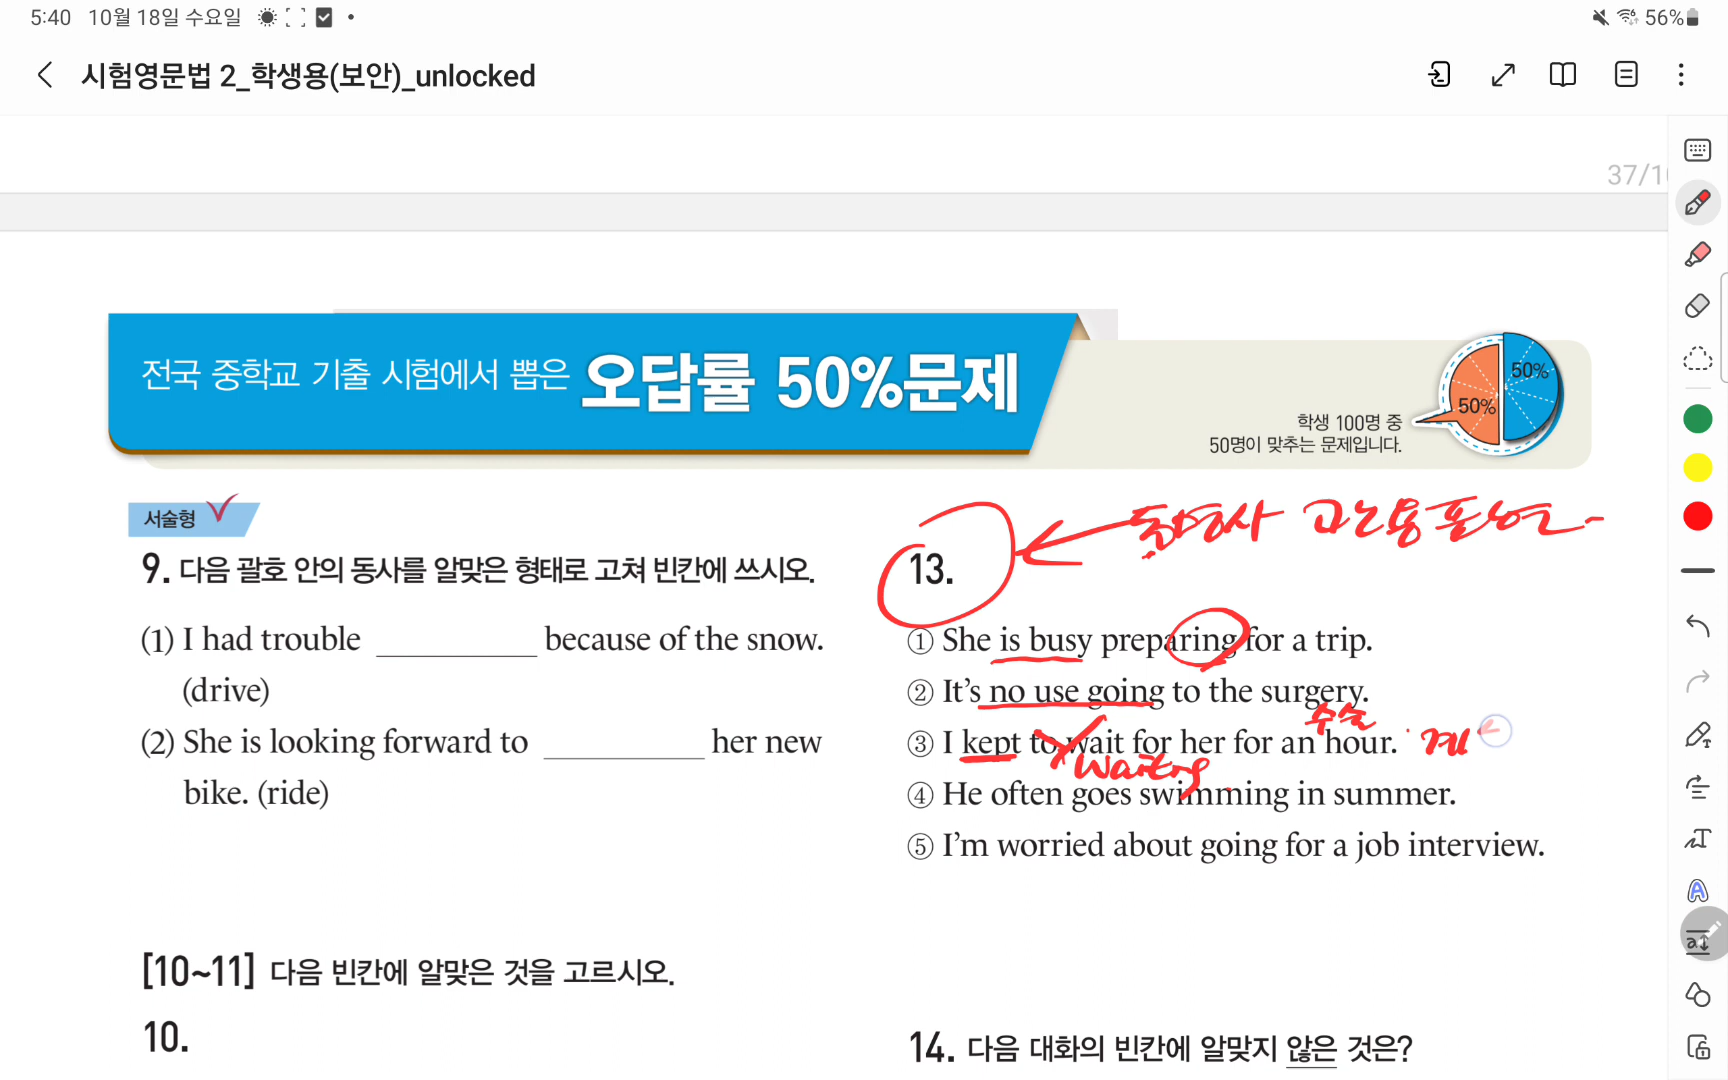 5:40 10월 18일 수요일
56%
시험영문법 2_학생용(보안)_unlocked
37/1
전국 중학교 기출 시험에서 뽑은 오답률 50%문제
50%
50%
학생 100명 중
50명이 맞추는 문제입니다.
서술형
9. 다음 괄호 안의 동사를 알맞은 형태로 고쳐 빈칸에 쓰시오.
(1) I had trouble __________ because of the snow.
(drive)
(2) She is looking forward to __________ her new
bike. (ride)
[10~11] 다음 빈칸에 알맞은 것을 고르시오.
10.
동명사 관용표현
13.
① She is busy preparing for a trip.
② It's no use going to the surgery.
수술
③ I kept to wait for her for an hour.
waiting
④ He often goes swimming in summer.
⑤ I'm worried about going for a job interview.
14. 다음 대화의 빈칸에 알맞지 않은 것은?